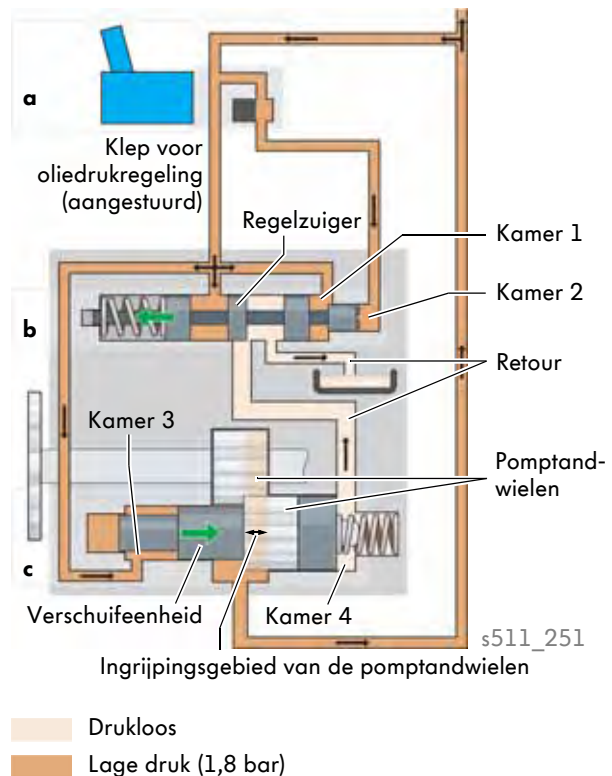 a
Klep voor
oliedrukregeling
(aangestuurd)
Regelzuiger
Kamer 1
Kamer 2
b
Retour
Kamer 3
Pomptand-
wielen
c
Verschuifeenheid
Kamer 4
s511_251
Ingrijpingsgebied van de pomptandwielen
Drukloos
Lage druk (1,8 bar)